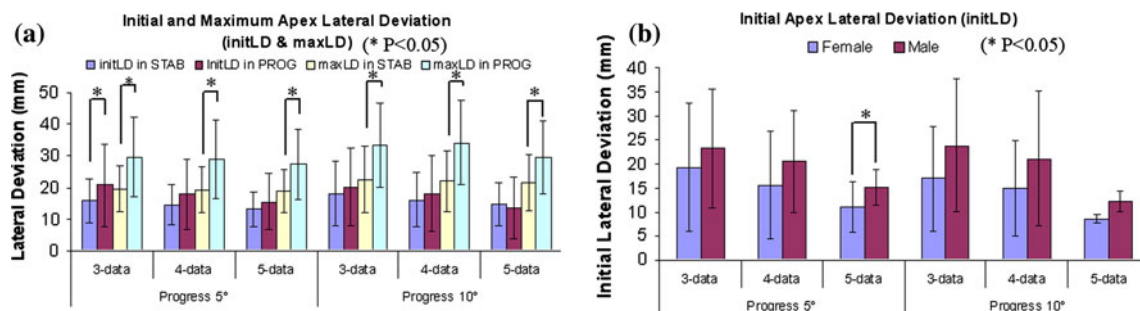 (a)
Initial and Maximum Apex Lateral Deviation
(initLD & maxLD) (* P<0.05)
initLD in STAB InitLD in PROG maxLD in STAB maxLD in PROG
Lateral Deviation (mm)
50
40
30
20
10
0
* * * * * * *
3-data 4-data 5-data 3-data 4-data 5-data
Progress 5° Progress 10°
(b)
Initial Apex Lateral Deviation (initLD)
Female Male (* P<0.05)
Initial Lateral Deviation (mm)
40
35
30
25
20
15
10
5
0
*
3-data 4-data 5-data 3-data 4-data 5-data
Progress 5° Progress 10°